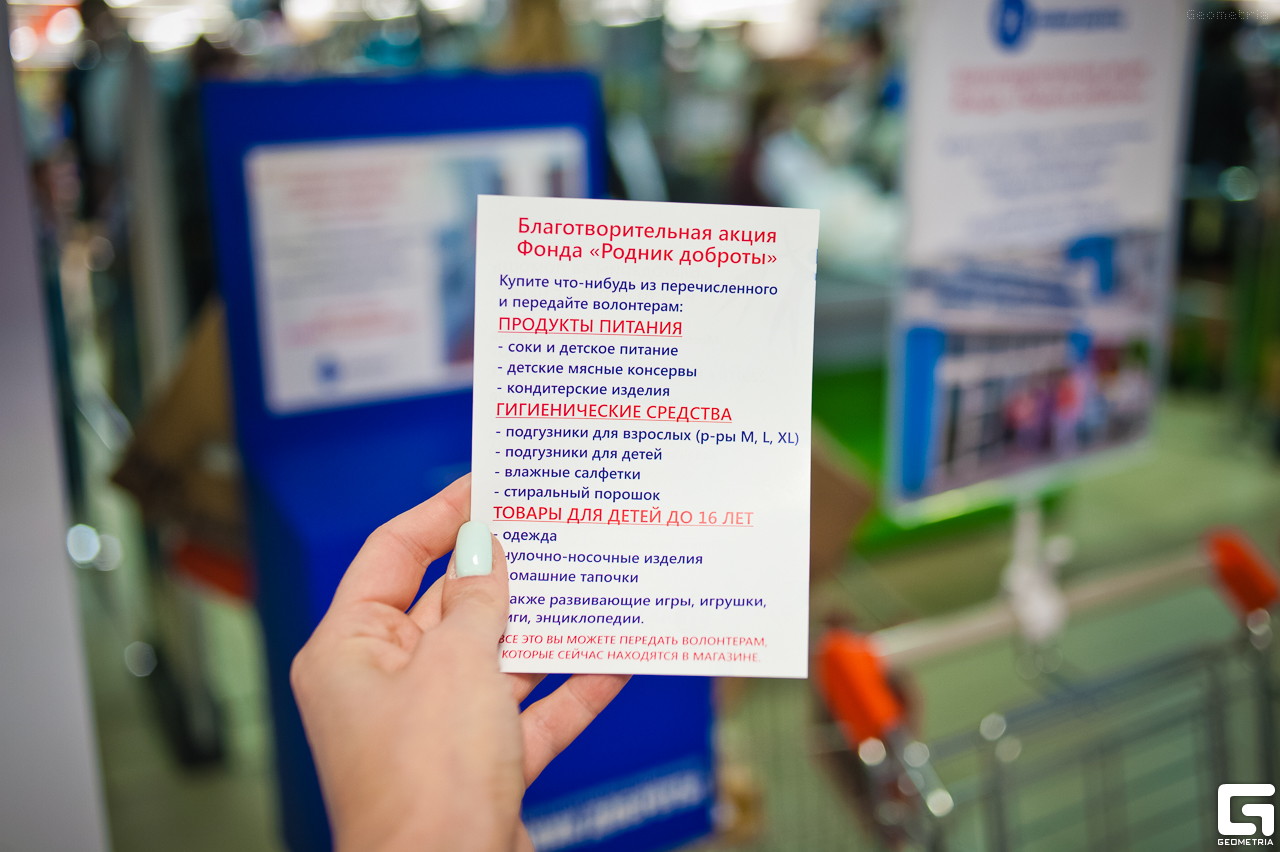 Geometria
Благотворительная акция
Фонда «Родник доброты»
Купите что-нибудь из перечисленного
и передайте волонтерам:
ПРОДУКТЫ ПИТАНИЯ
- соки и детское питание
- детские мясные консервы
- кондитерские изделия
ГИГИЕНИЧЕСКИЕ СРЕДСТВА
- подгузники для взрослых (р-ры M, L, XL)
- подгузники для детей
- влажные салфетки
- стиральный порошок
ТОВАРЫ ДЛЯ ДЕТЕЙ ДО 16 ЛЕТ
- одежда
чулочно-носочные изделия
тапочки
развивающие игры, игрушки,
энциклопедии.
ВСЕ ЭТО ВЫ МОЖЕТЕ ПЕРЕДАТЬ ВОЛОНТЕРАМ,
КОТОРЫЕ СЕЙЧАС НАХОДЯТСЯ В МАГАЗИНЕ.
GEOMETRIA